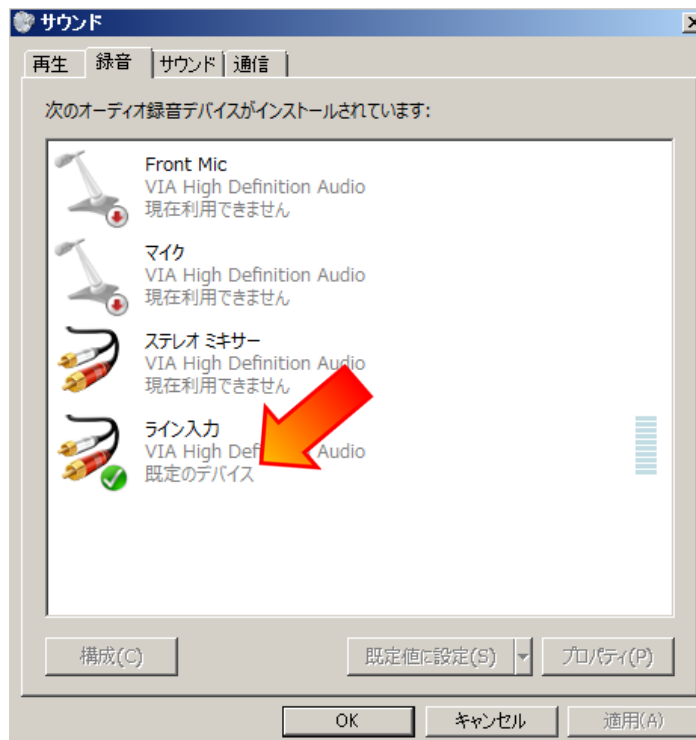 サウンド
再生 録音 サウンド 通信
次のオーディオ録音デバイスがインストールされています:
Front Mic
VIA High Definition Audio
現在利用できません
マイク
VIA High Definition Audio
現在利用できません
ステレオ ミキサー
VIA High Definition Audio
現在利用できません
ライン入力
VIA High Def Audio
既定のデバイス
構成(C) 既定値に設定(S) プロパティ(P)
OK キャンセル 適用(A)